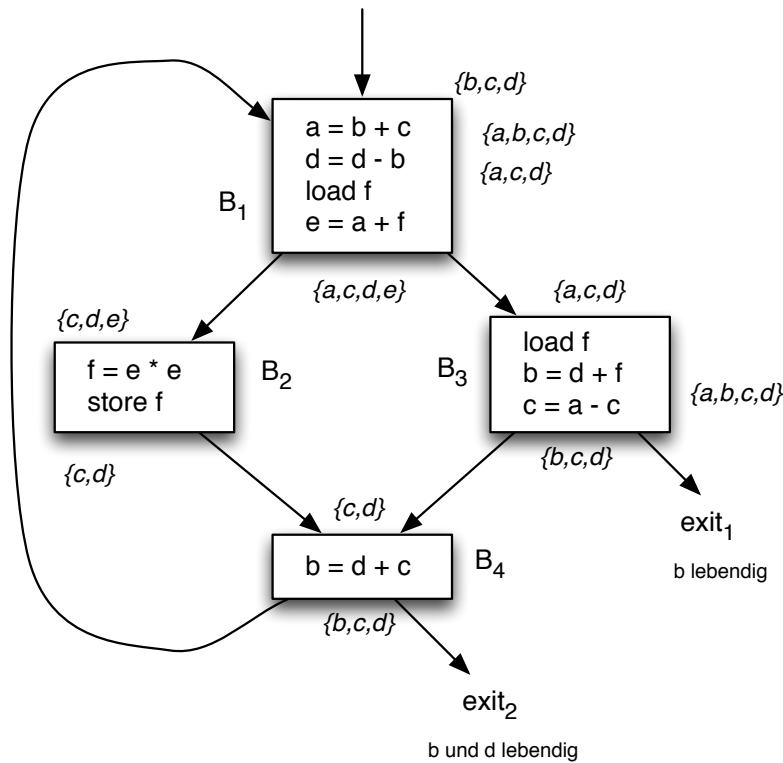 {b,c,d}
a = b + c
d = d - b
load f
e = a + f
{a,b,c,d}
{a,c,d}
B1
{a,c,d,e}
{c,d,e}
f = e * e
store f
B2
{c,d}
{a,c,d}
load f
b = d + f
c = a - c
B3
{a,b,c,d}
{b,c,d}
exit1
b lebendig
{c,d}
b = d + c
B4
{b,c,d}
exit2
b und d lebendig